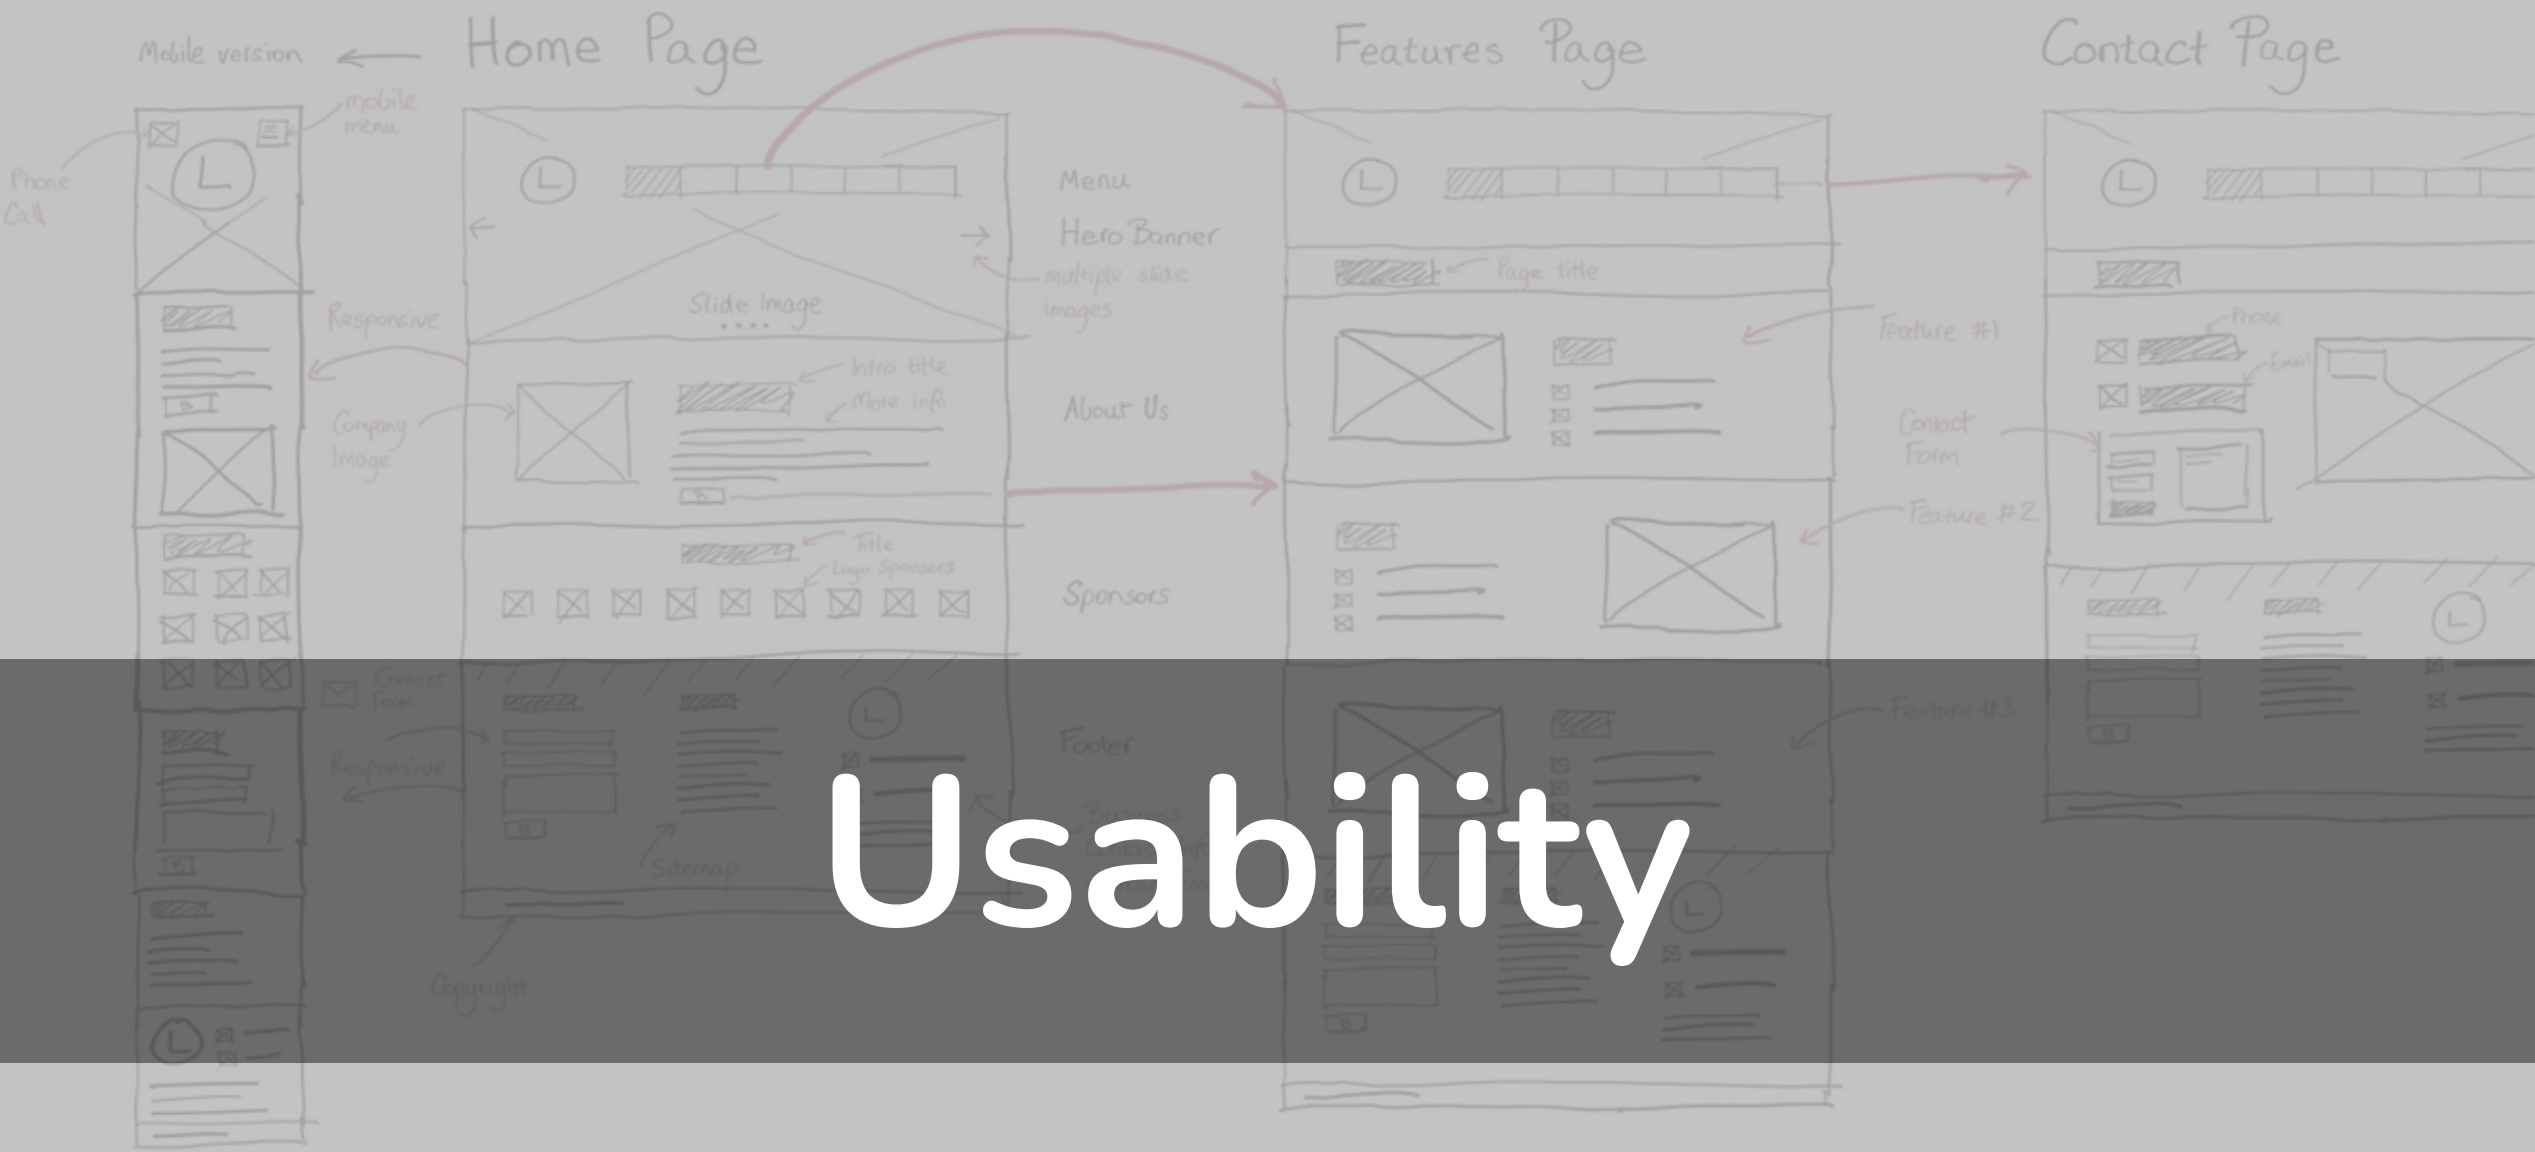 Mobile version
Home Page
Features Page
Contact Page
mobile
menu
Phone
Call
L
L
Menu
Hero Banner
multiple slide
images
Slide Image
L
Page title
L
Responsive
Intro title
More info
Company
Image
About Us
B
B
Feature #1
Phone
Email
Contact
Form
Feature #2
Title
Logo Sponsors
Sponsors
L
Contact
Form
L
Footer
Responsive
B
Sitemap
B
Business
Feature #3
B
Usability
L
Copyright
B
L